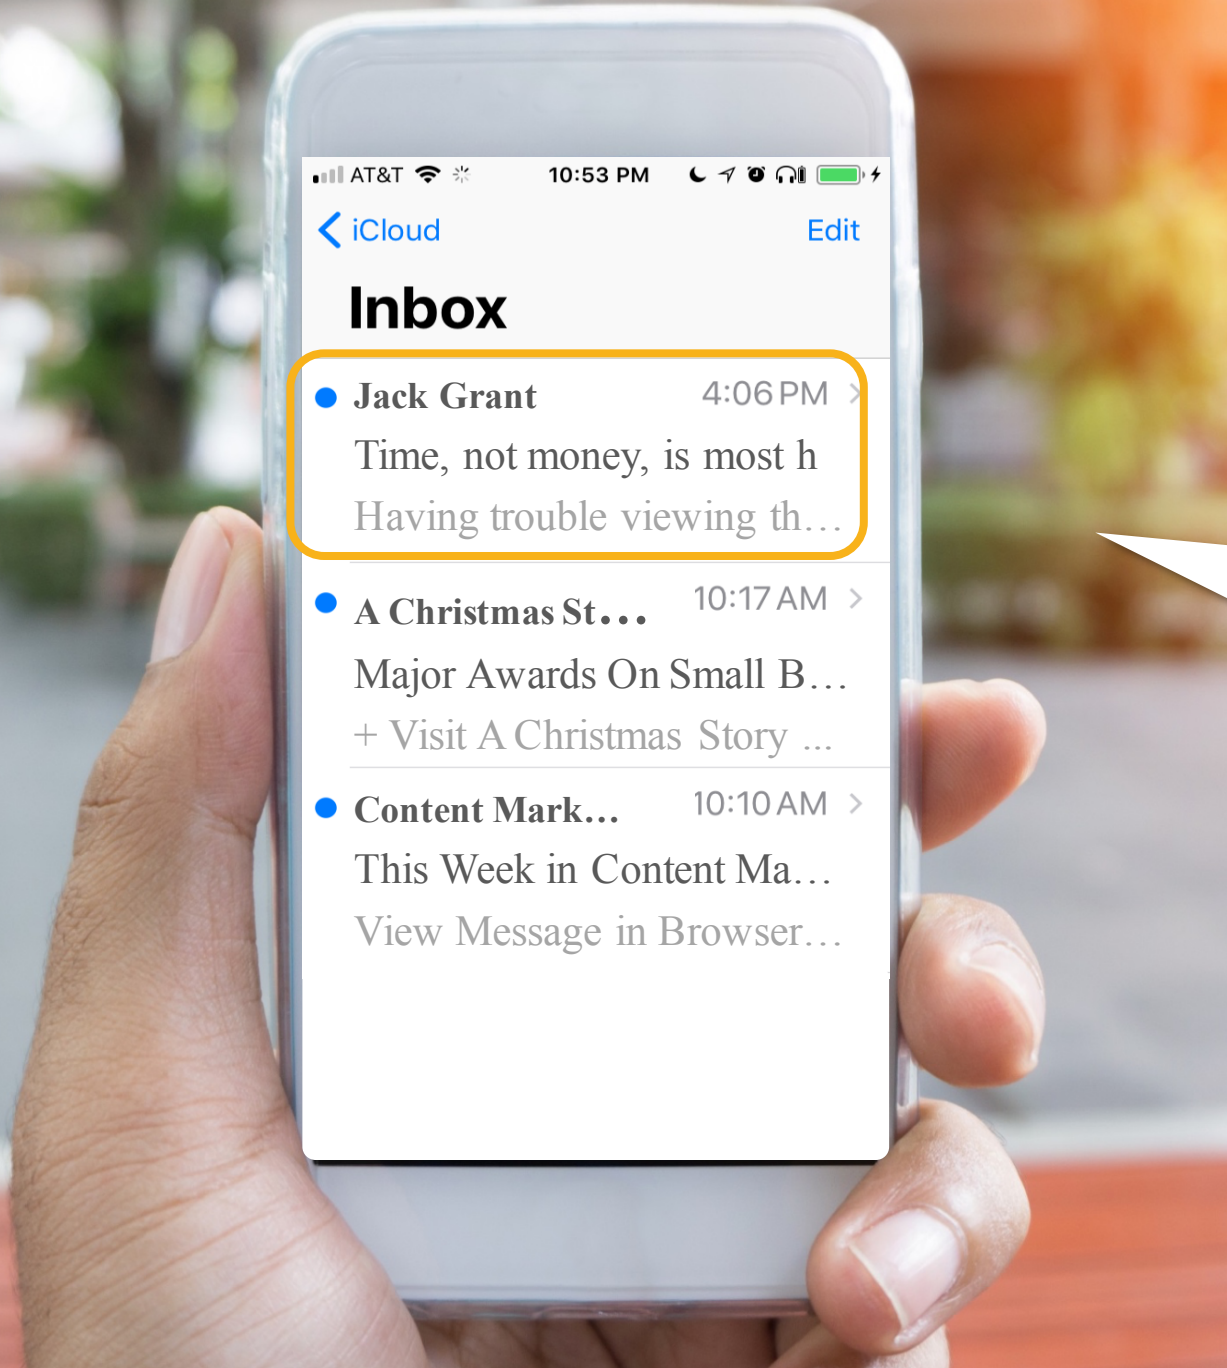 AT&T 10:53 PM
iCloud Edit
Inbox
Jack Grant 4:06 PM
Time, not money, is most h
Having trouble viewing th...
A Christmas St... 10:17 AM
Major Awards On Small B...
+ Visit A Christmas Story ...
Content Mark... 10:10 AM
This Week in Content Ma...
View Message in Browser...